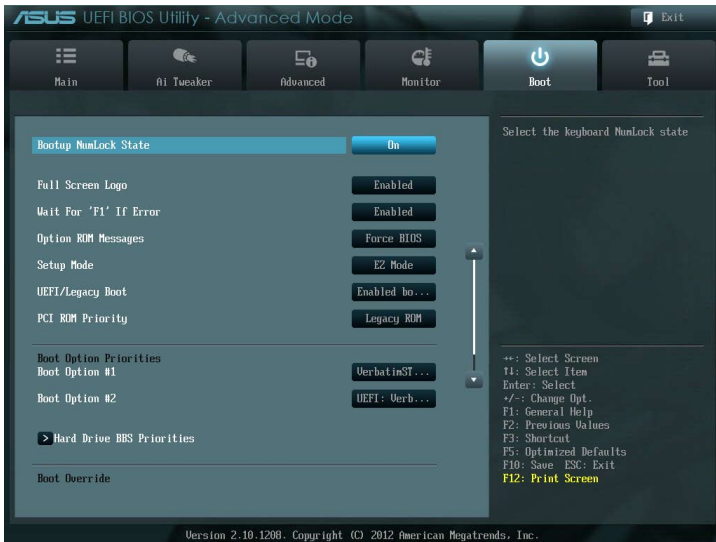 ASUS UEFI BIOS Utility - Advanced Mode
Exit
Main
Ai Tweaker
Advanced
Monitor
Boot
Tool
Bootup NumLock State On
Full Screen Logo Enabled
Wait For 'F1' If Error Enabled
Option ROM Messages Force BIOS
Setup Mode EZ Mode
UEFI/Legacy Boot Enabled bo...
PCI ROM Priority Legacy ROM
Boot Option Priorities
Boot Option #1 VerbatimST...
Boot Option #2 UEFI: Verb...
> Hard Drive BBS Priorities
Boot Override
Select the keyboard NumLock state
→←: Select Screen
↑↓: Select Item
Enter: Select
+/-: Change Opt.
F1: General Help
F2: Previous Values
F3: Shortcut
F5: Optimized Defaults
F10: Save ESC: Exit
F12: Print Screen
Version 2.10.1208. Copyright (C) 2012 American Megatrends, Inc.